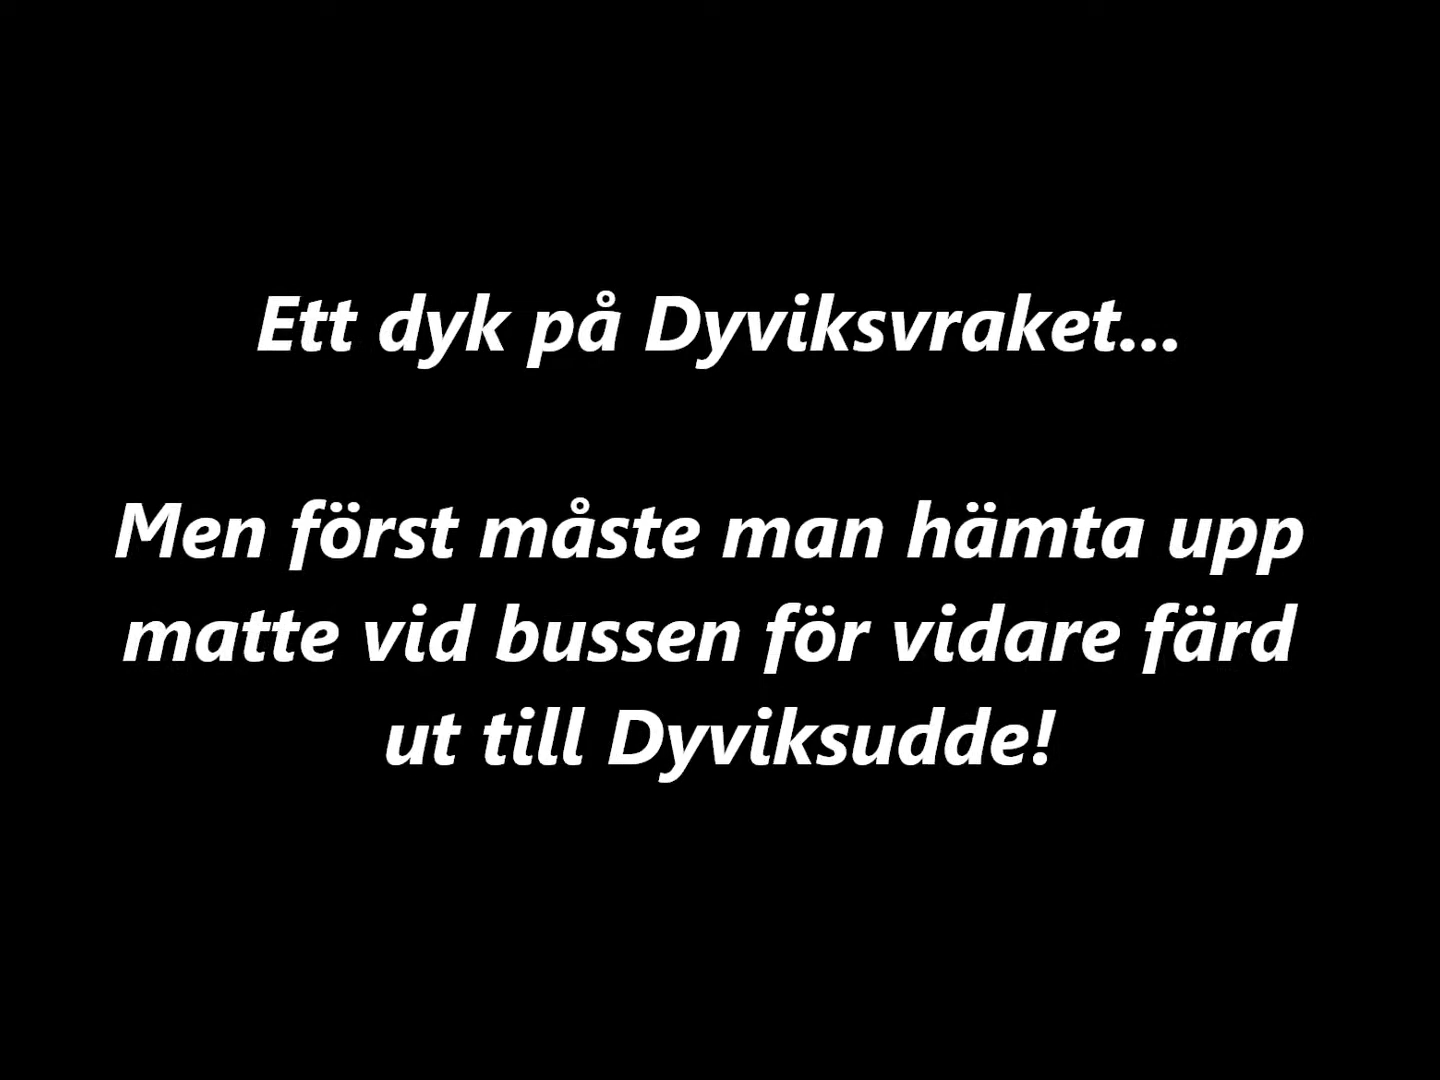 Ett dyk på Dyviksvraket...
Men först måste man hämta upp
matte vid bussen för vidare färd
ut till Dyviksudde!